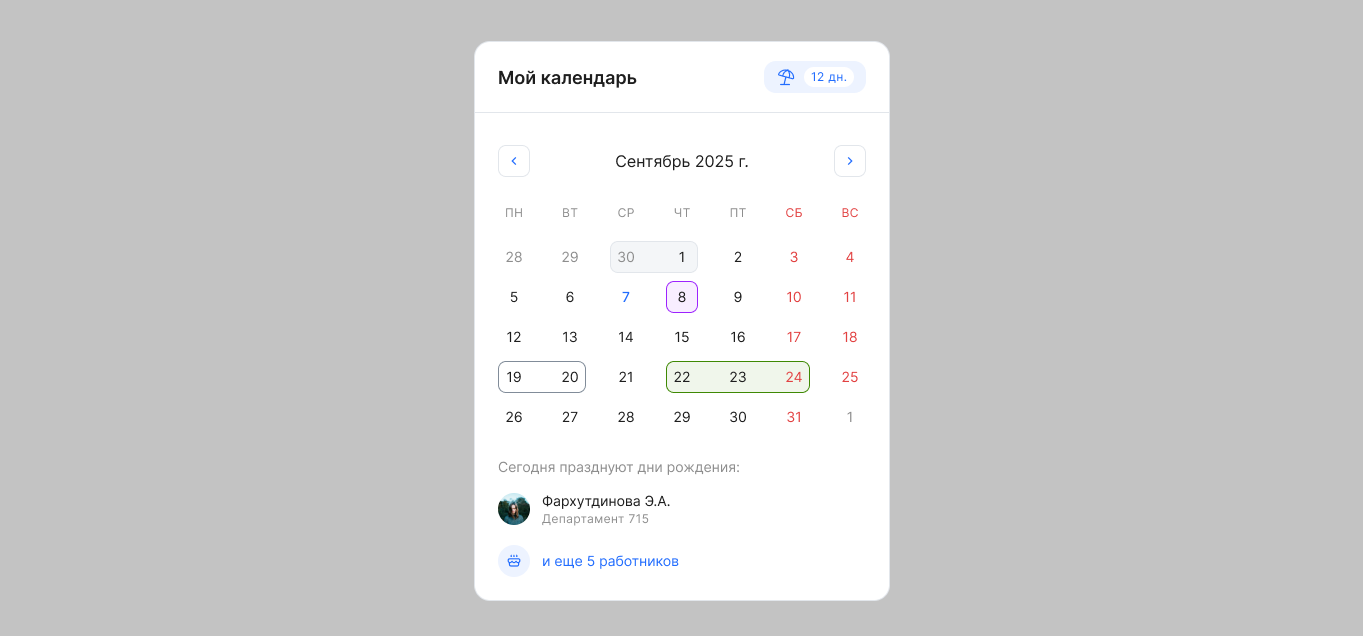 Мой календарь
12 дн.
Сентябрь 2025 г.
ПН ВТ СР ЧТ ПТ СБ ВС
28 29 30 1 2 3 4
5 6 7 8 9 10 11
12 13 14 15 16 17 18
19 20 21 22 23 24 25
26 27 28 29 30 31 1
Сегодня празднуют дни рождения:
Фархутдинова Э.А.
Департамент 715
и еще 5 работников